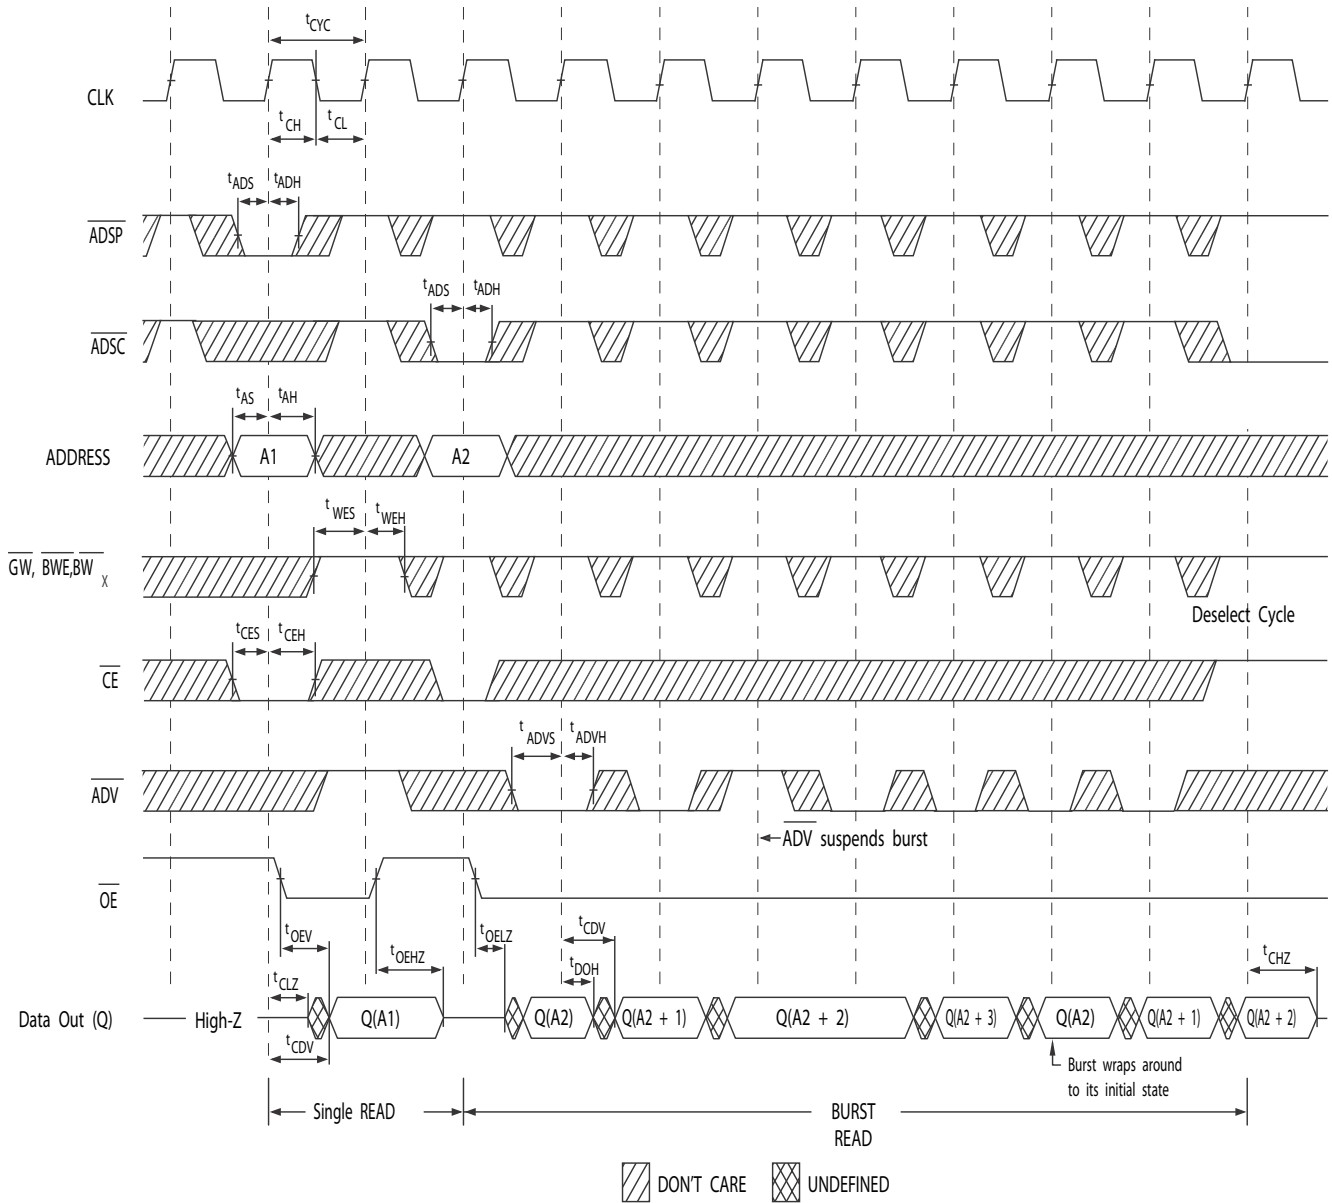 tCYC
CLK
tCH
tCL
tADS
tADH
ADSP
tADS
tADH
ADSC
tAS
tAH
ADDRESS
A1
A2
tWES
tWEH
GW, BWE,BWX
Deselect Cycle
tCES
tCEH
CE
tADVS
tADVH
ADV
ADV suspends burst
OE
tOEV
tOEHZ
tOELZ
tCDV
tDOH
tCLZ
tCHZ
Data Out (Q)
High-Z
Q(A1)
Q(A2)
Q(A2 + 1)
Q(A2 + 2)
Q(A2 + 3)
Q(A2)
Q(A2 + 1)
Q(A2 + 2)
tCDV
Burst wraps around
to its initial state
Single READ
BURST
READ
DON'T CARE
UNDEFINED